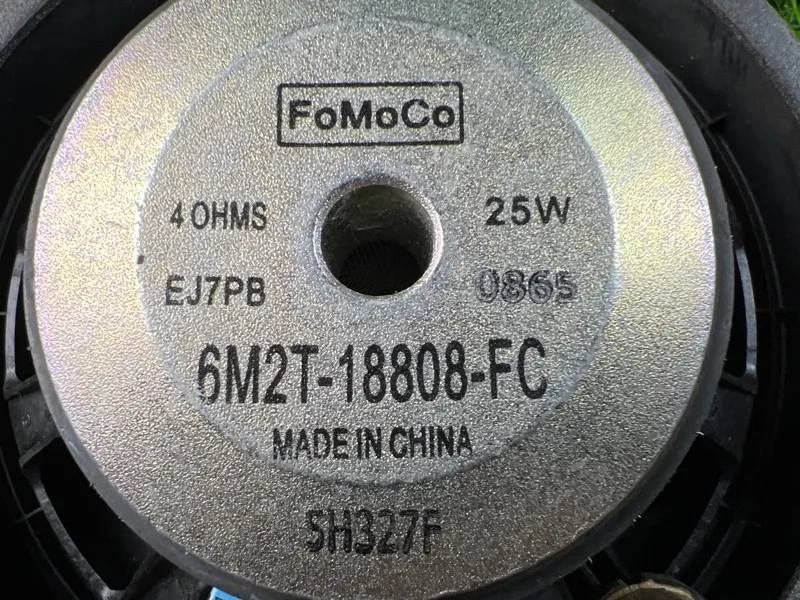 FoMoCo
4 OHMS 25W
EJ7PB 0865
6M2T-18808-FC
MADE IN CHINA
5H327F